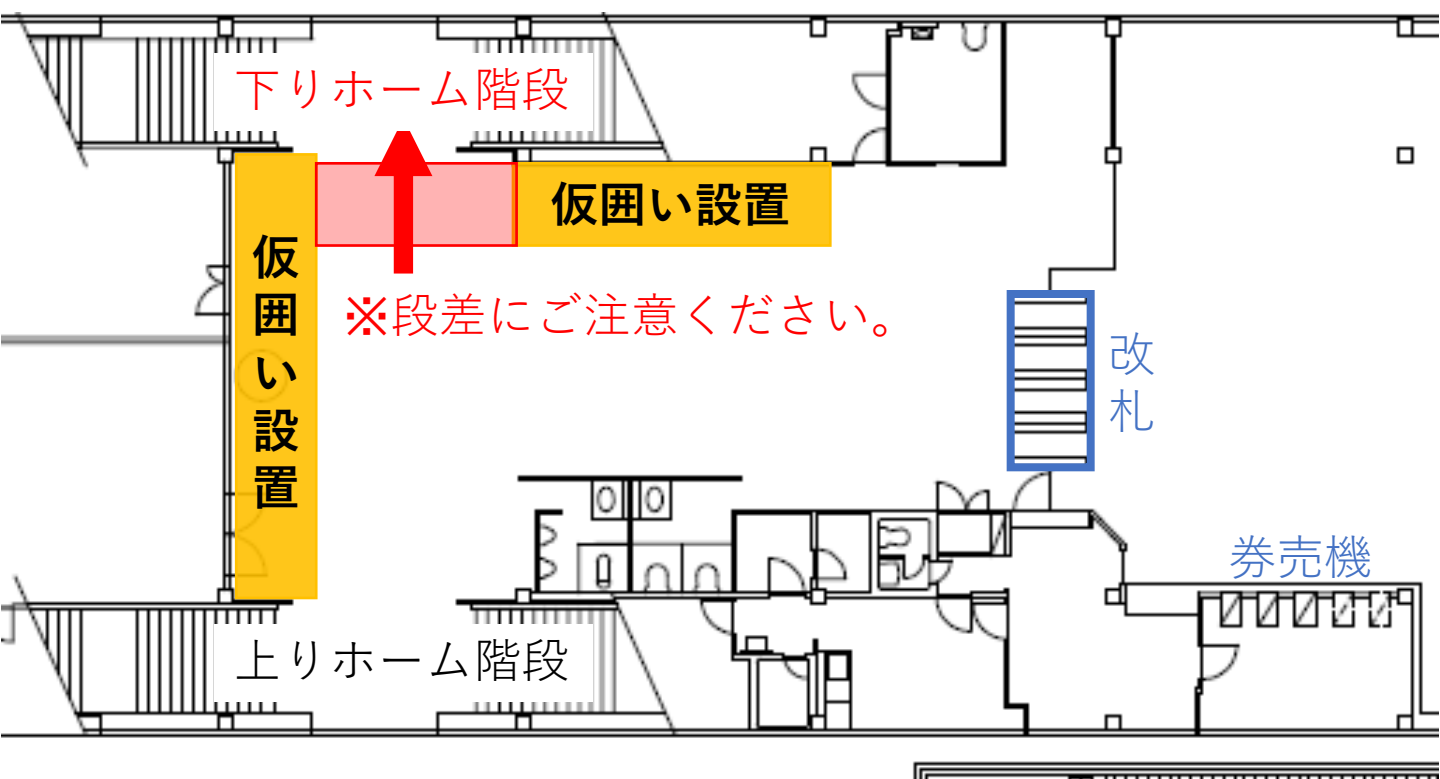 下りホーム階段
仮囲い設置
仮囲い設置
※段差にご注意ください。
改札
券売機
上りホーム階段